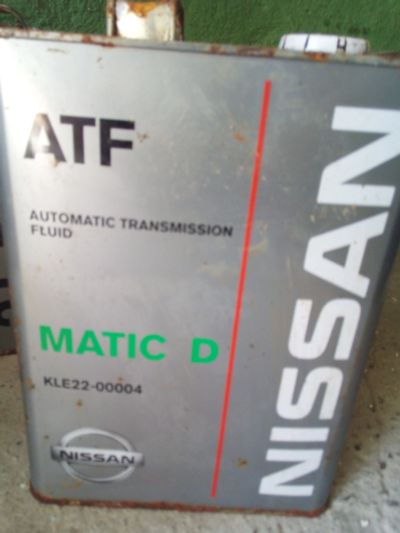 ATF
AUTOMATIC TRANSMISSION
FLUID
MATIC D
KLE22-00004
NISSAN
NISSAN